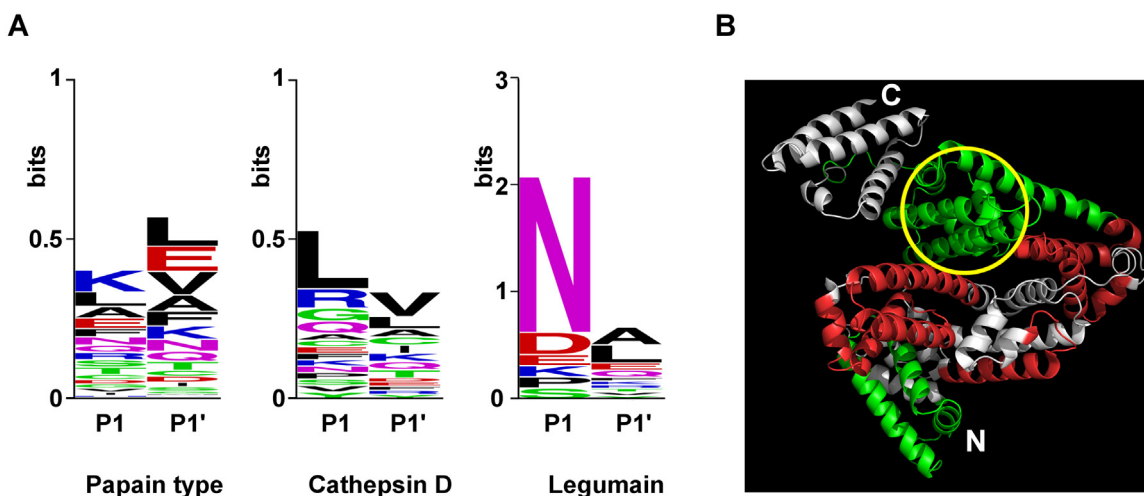 A
1
bits
0.5
0
K
L
A
L
E
V
A
P1 P1'
Papain type
1
bits
0.5
0
L
R
G
Q
V
L
A
P1 P1'
Cathepsin D
3
bits
2
1
0
N
D
E
K
P
S
A
L
P1 P1'
Legumain
B
C
N